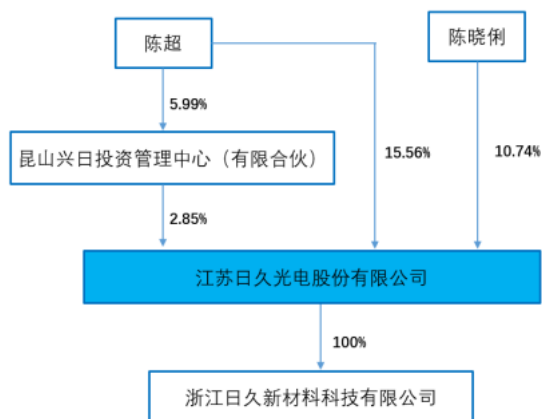 陈超
陈晓俐
5.99%
昆山兴日投资管理中心（有限合伙）
15.56%
10.74%
2.85%
江苏日久光电股份有限公司
100%
浙江日久新材料科技有限公司